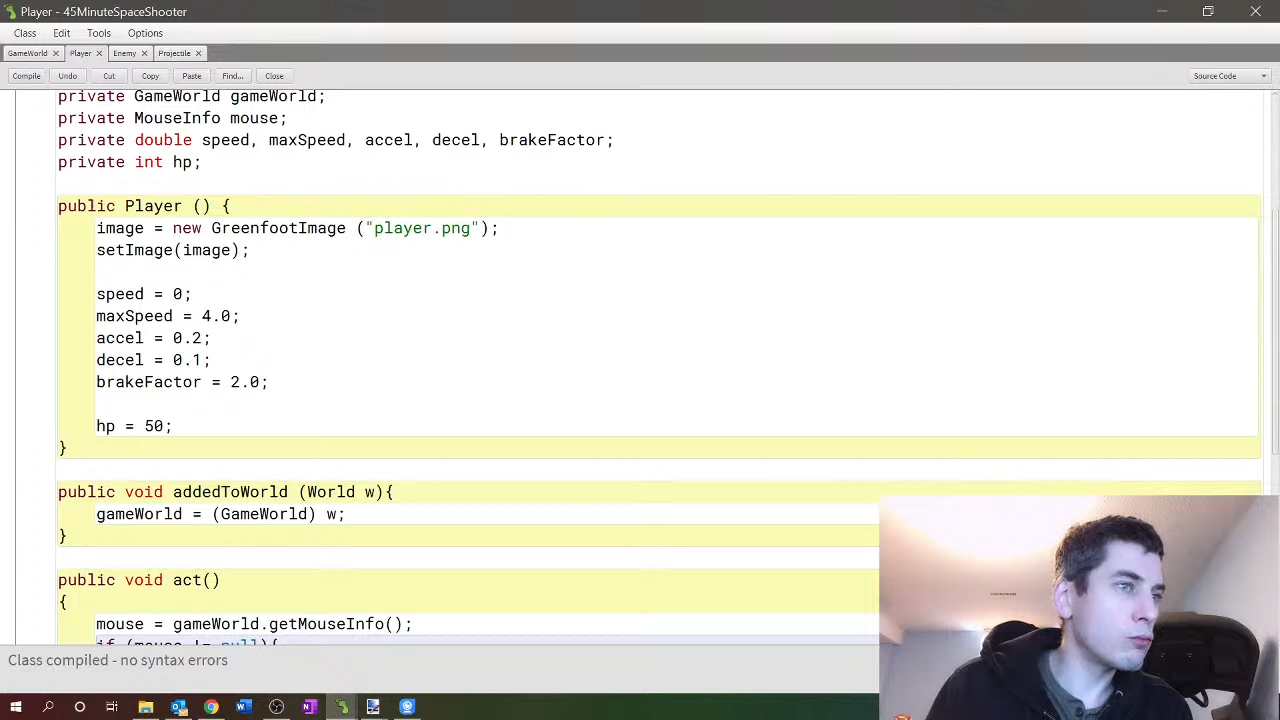 Player - 45MinuteSpaceShooter
Class Edit Tools Options
GameWorld Player Enemy Projectile
Compile Undo Cut Copy Paste Find... Close Source Code
private GameWorld gameWorld;
private MouseInfo mouse;
private double speed, maxSpeed, accel, decel, brakeFactor;
private int hp;
public Player () {
image = new GreenfootImage ("player.png");
setImage(image);
speed = 0;
maxSpeed = 4.0;
accel = 0.2;
decel = 0.1;
brakeFactor = 2.0;
hp = 50;
}
public void addedToWorld (World w){
gameWorld = (GameWorld) w;
}
public void act()
{
mouse = gameWorld.getMouseInfo();
if (mouse != null){
Class compiled - no syntax errors